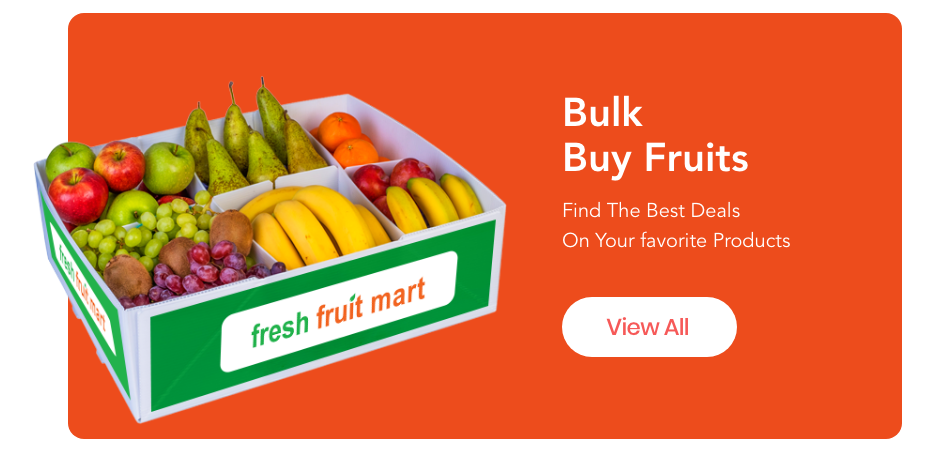 Bulk
Buy Fruits
Find The Best Deals
On Your favorite Products
View All
fresh fruit mart
fresh fruit mart